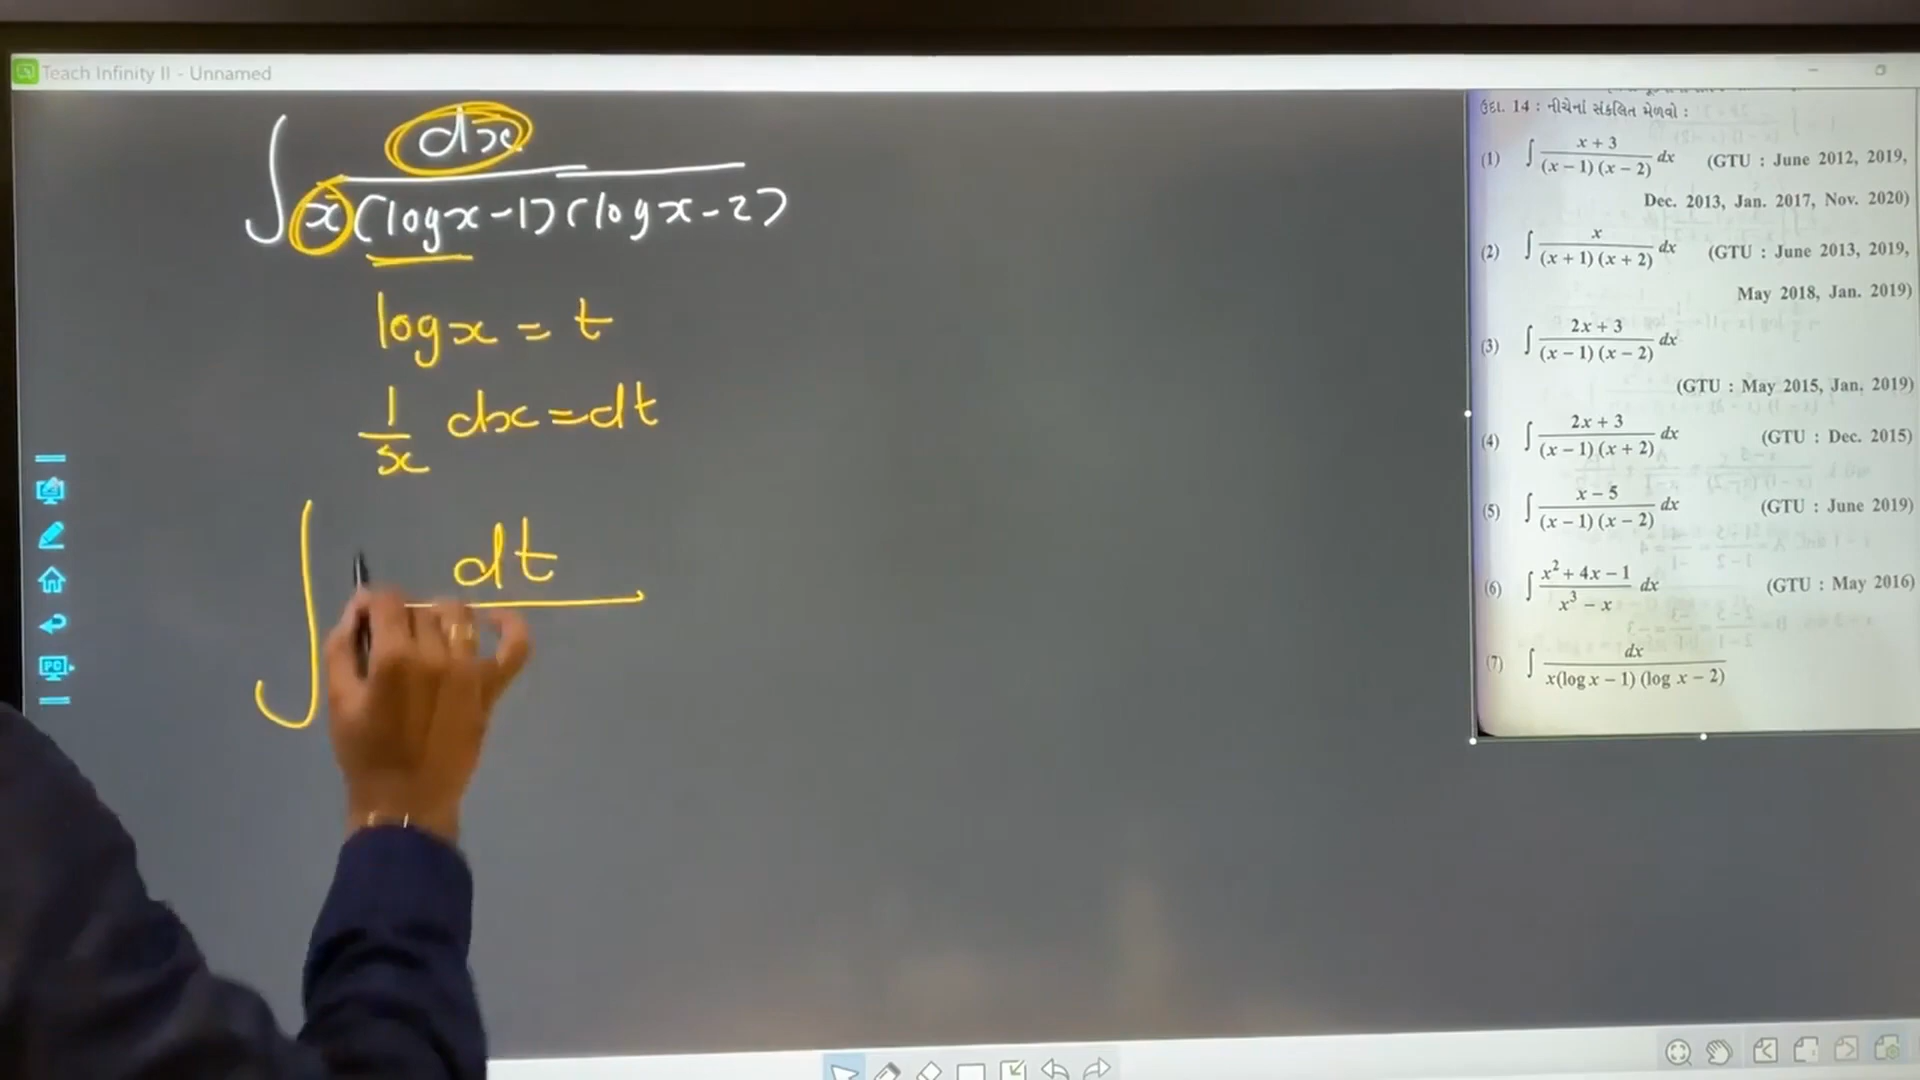 Teach Infinity II - Unnamed
∫ dx / x(logx-1)(logx-2)
logx = t
1/x dx = dt
∫ dt
ઉદા. 14 : નીચેનાં સંકલિત મેળવો :
(1) ∫ x + 3 / (x − 1) (x − 2) dx (GTU : June 2012, 2019,
Dec. 2013, Jan. 2017, Nov. 2020)
(2) ∫ x / (x + 1) (x + 2) dx (GTU : June 2013, 2019,
May 2018, Jan. 2019)
(3) ∫ 2x + 3 / (x − 1) (x − 2) dx
(GTU : May 2015, Jan. 2019)
(4) ∫ 2x + 3 / (x − 1) (x + 2) dx (GTU : Dec. 2015)
(5) ∫ x − 5 / (x − 1) (x − 2) dx (GTU : June 2019)
(6) ∫ x² + 4x − 1 / x³ − x dx (GTU : May 2016)
(7) ∫ dx / x(log x − 1) (log x − 2)